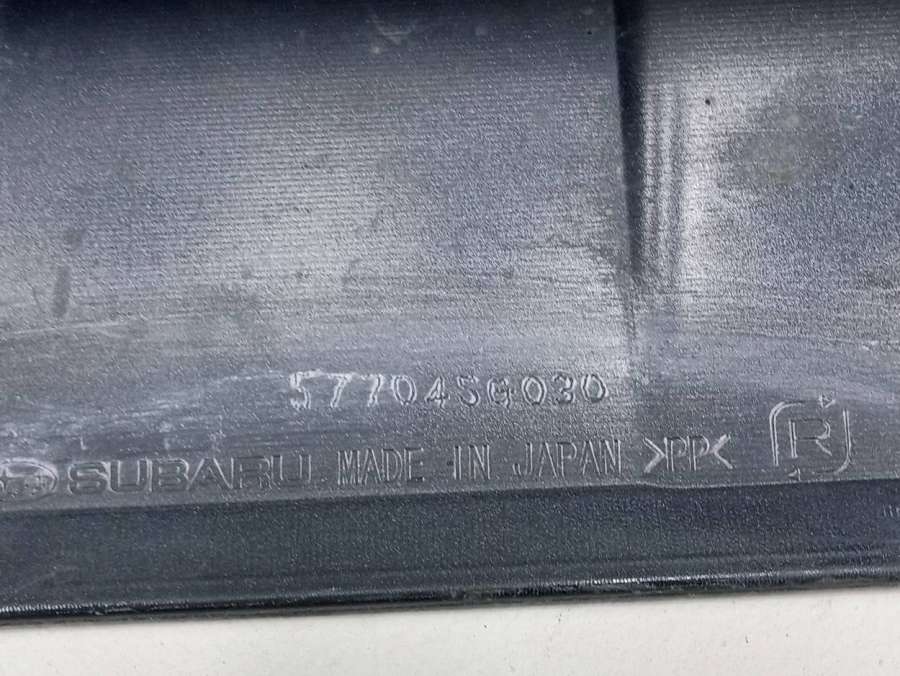 57704SG030
SUBARU MADE IN JAPAN >PP<
R